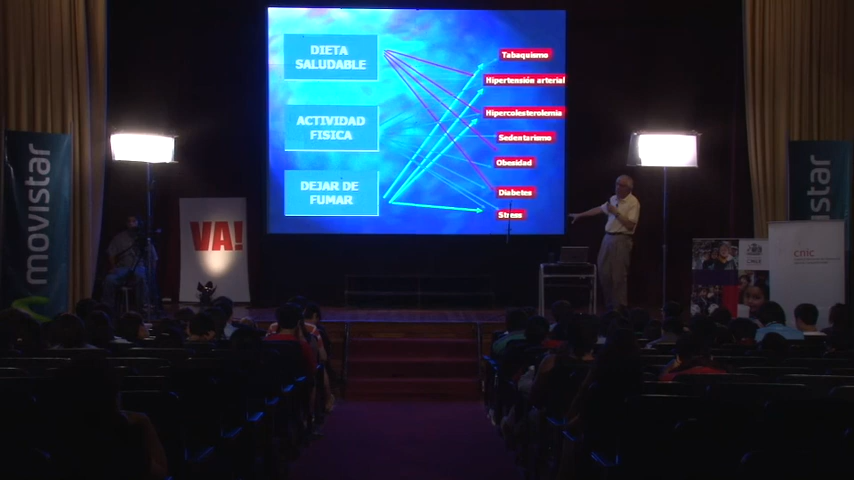 DIETA
SALUDABLE
ACTIVIDAD
FISICA
DEJAR DE
FUMAR
Tabaquismo
Hipertensión arterial
Hipercolesterolemia
Sedentarismo
Obesidad
Diabetes
Stress
movistar
VA!
movistar
cnic